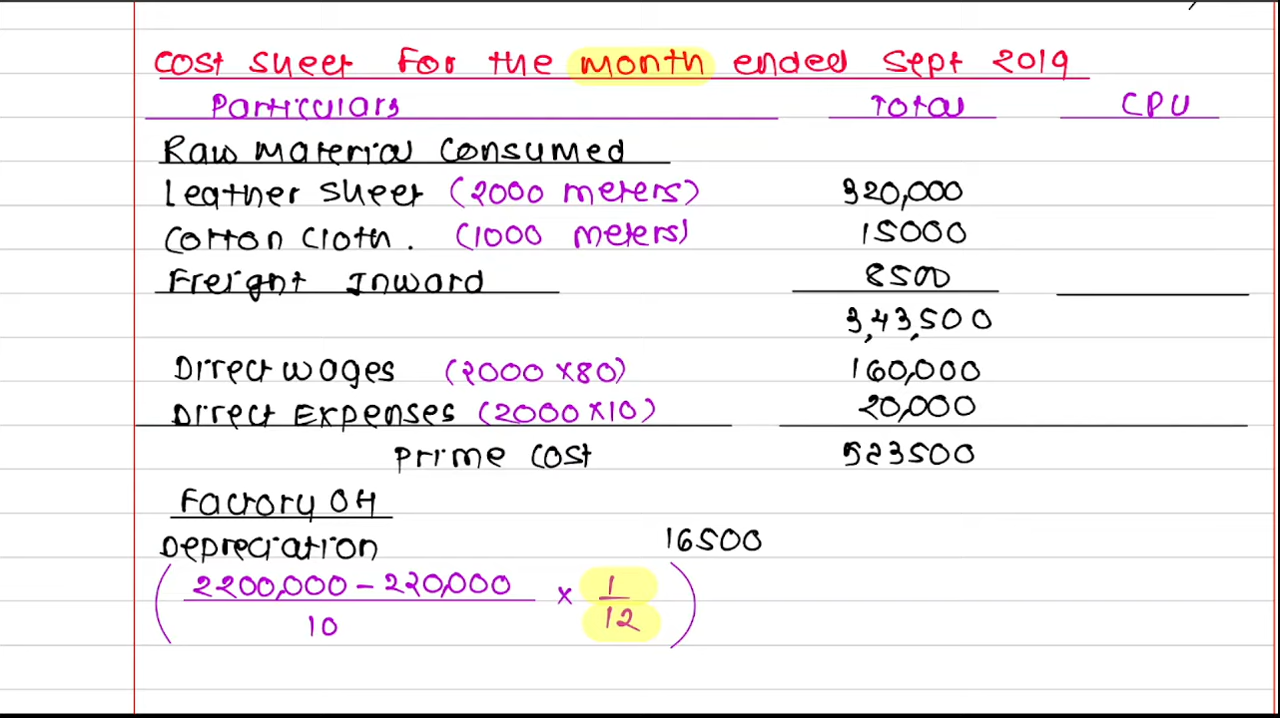 Cost sheet for the month ended Sept 2019
Particulars Total CPU
Raw Material Consumed
Leather sheet (2000 meters) 320,000
Cotton cloth. (1000 meters) 15000
Freight Inward 8500
3,43,500
Direct wages (2000 × 80) 160,000
Direct Expenses (2000 × 10) 20,000
Prime cost 523500
Factory OH
Depreciation 16500
(2200,000 - 220,000 / 10 × 1/12)